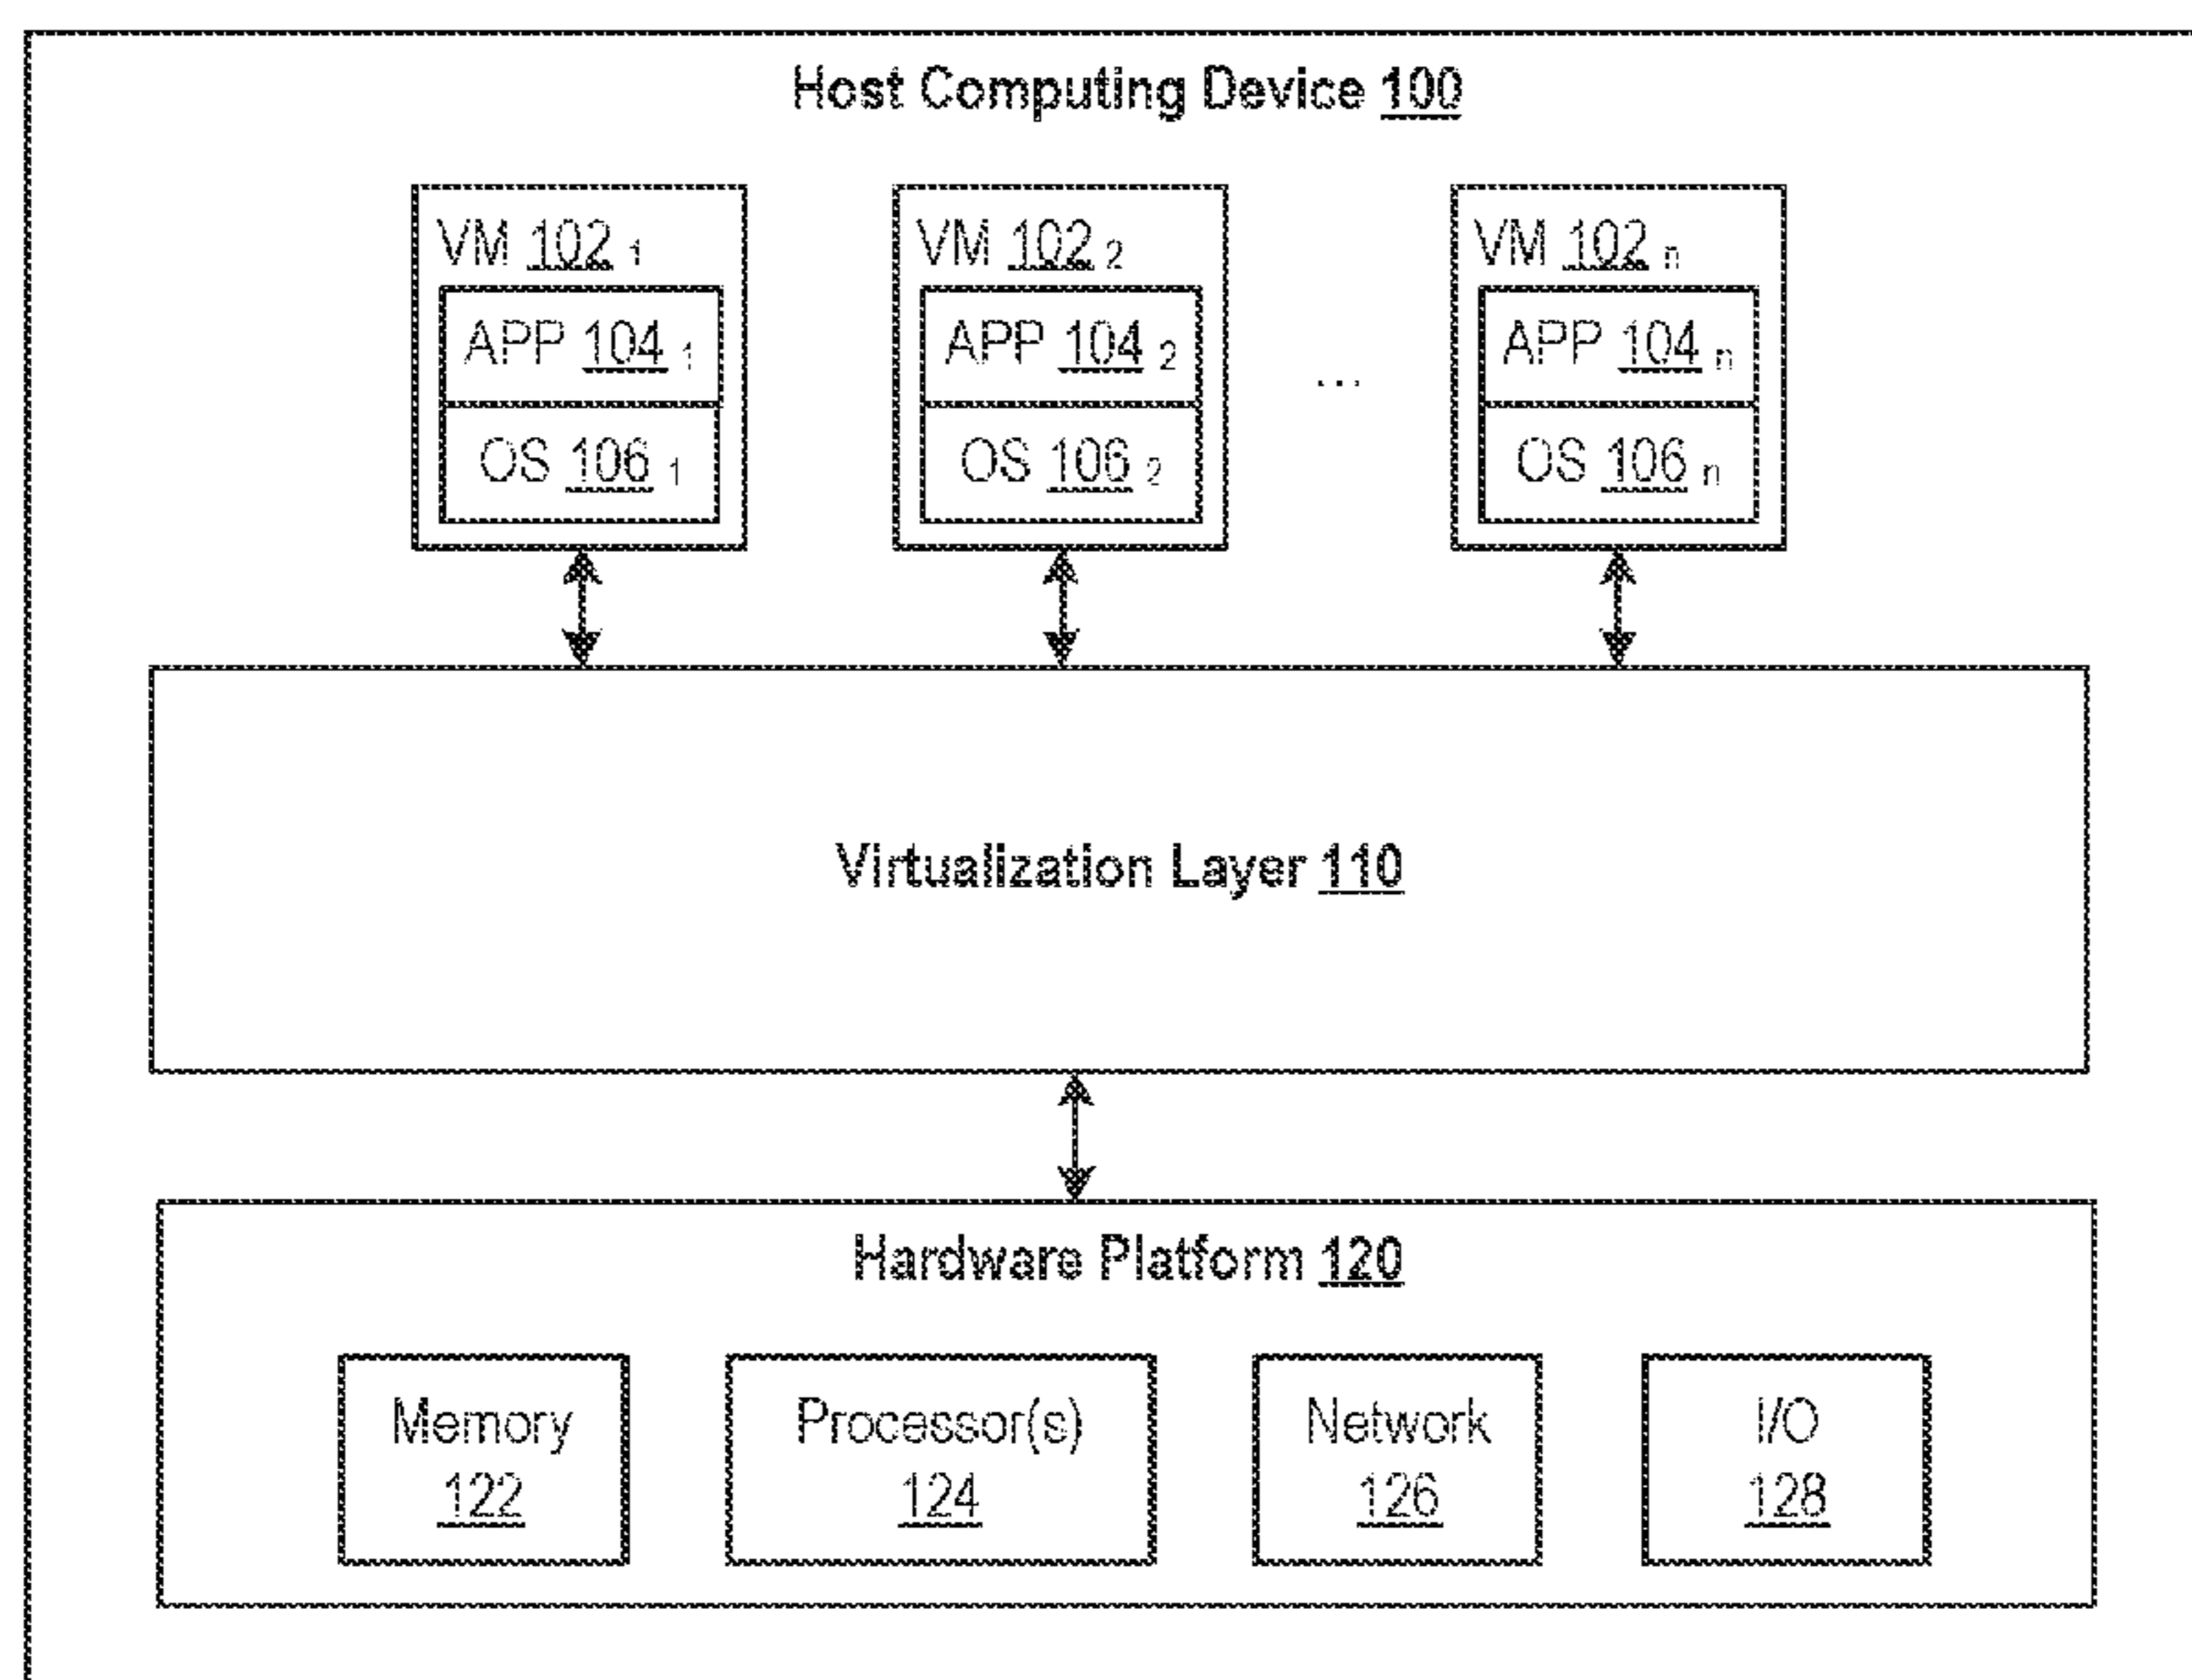 Host Computing Device 100
VM 102 1
VM 102 2
VM 102 n
APP 104 1
APP 104 2
...
APP 104 n
OS 106 1
OS 106 2
OS 106 n
Virtualization Layer 110
Hardware Platform 120
Memory
122
Processor(s)
124
Network
126
I/O
128